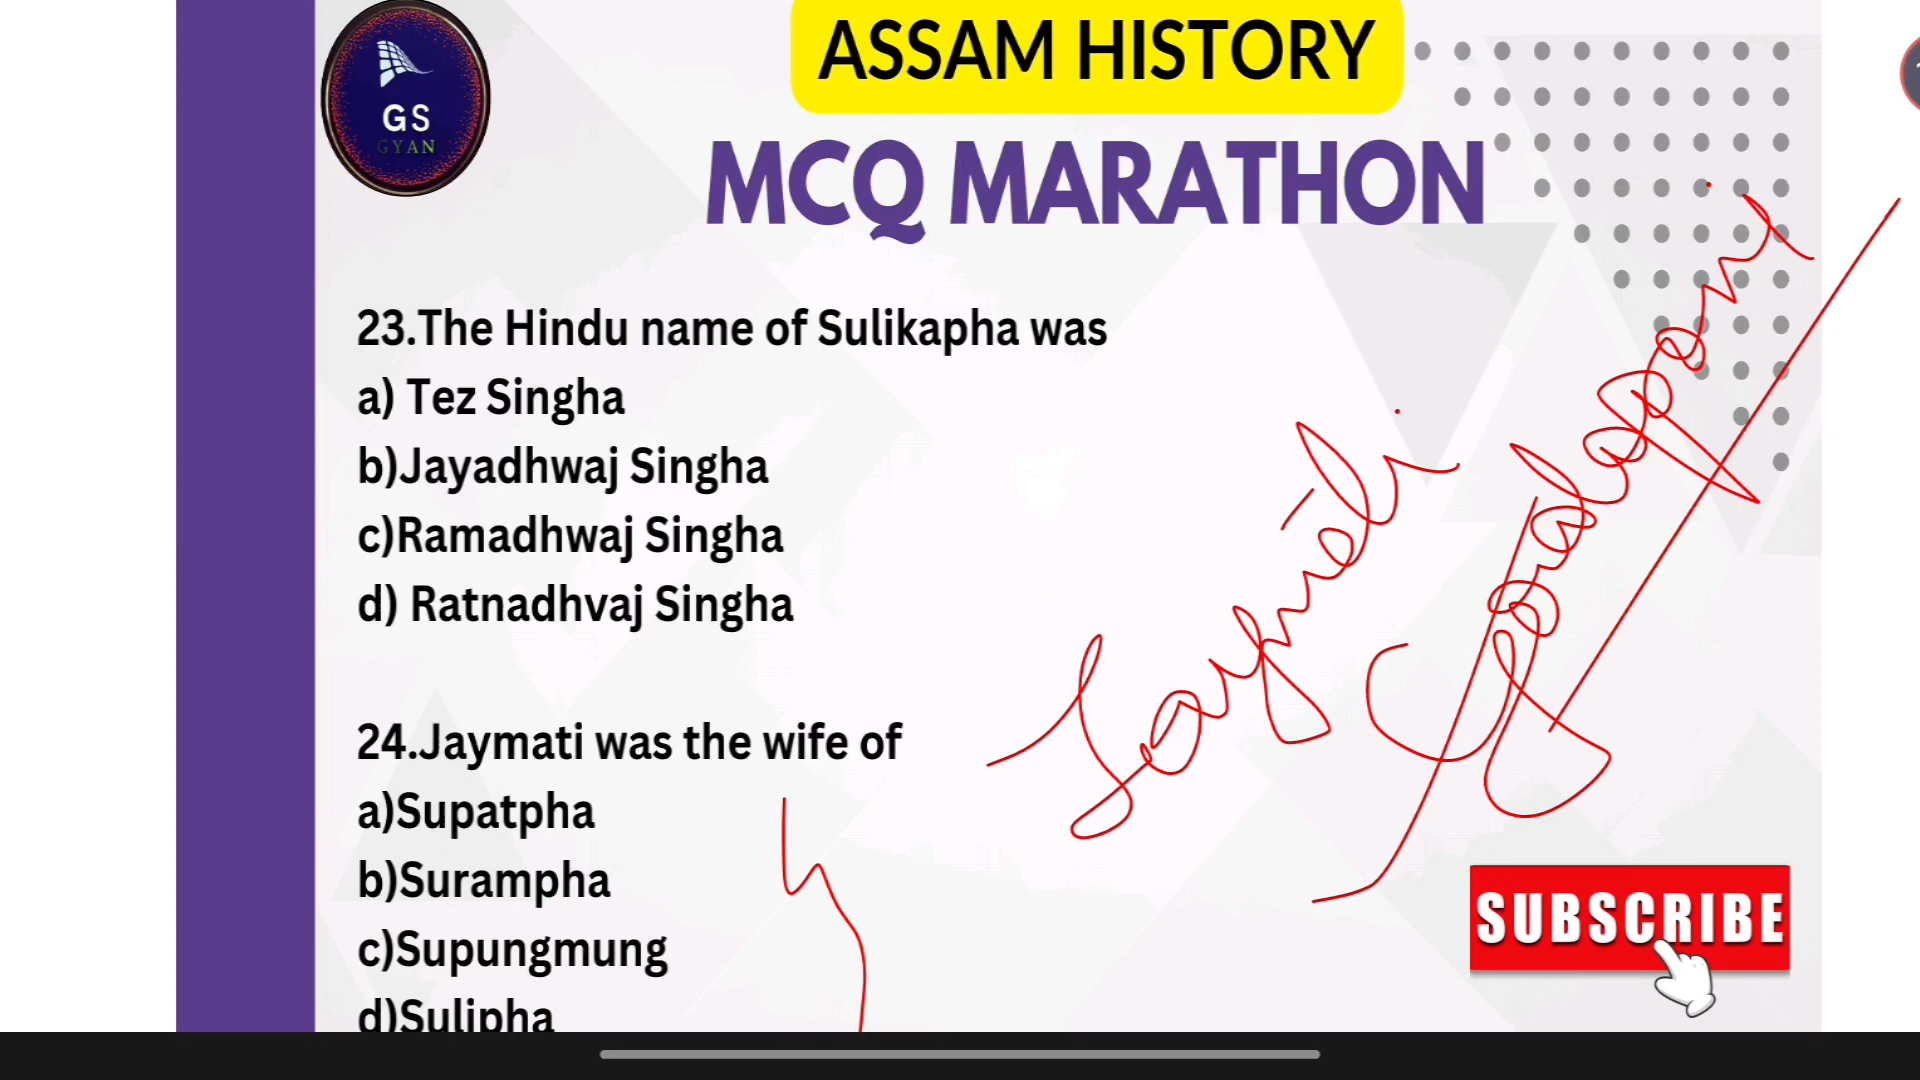 GS
GYAN
ASSAM HISTORY
MCQ MARATHON
23.The Hindu name of Sulikapha was
a) Tez Singha
b)Jayadhwaj Singha
c)Ramadhwaj Singha
d) Ratnadhvaj Singha
24.Jaymati was the wife of
a)Supatpha
b)Surampha
c)Supungmung
d)Sulipha
Jaymoti
Gadapani
SUBSCRIBE